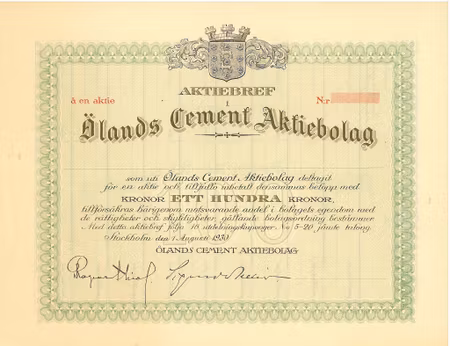 AKTIEBREF
i
å en aktie
Nr
Ölands Cement Aktiebolag
som uti Ölands Cement Aktiebolag deltagit
för en aktie och tillfullo inbetalt densammas belopp med
KRONOR ETT HUNDRA KRONOR,
tillförsäkras härigenom motsvarande andel i bolagets egendom med
de rättigheter och skyldigheter, gällande bolagsordning bestämmer.
Med detta aktiebref följa 16 utdelningskuponger No 5-20 jämte talong.
Stockholm den 1 Augusti 1930
ÖLANDS CEMENT AKTIEBOLAG